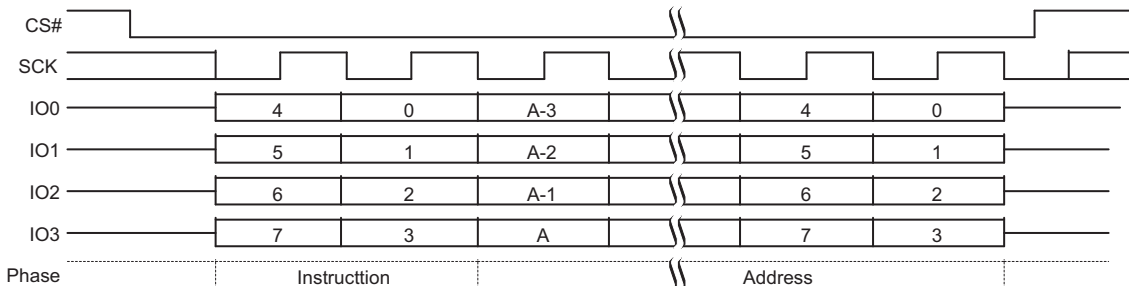 CS#
SCK
IO0 4 0 A-3 4 0
IO1 5 1 A-2 5 1
IO2 6 2 A-1 6 2
IO3 7 3 A 7 3
Phase Instructtion Address